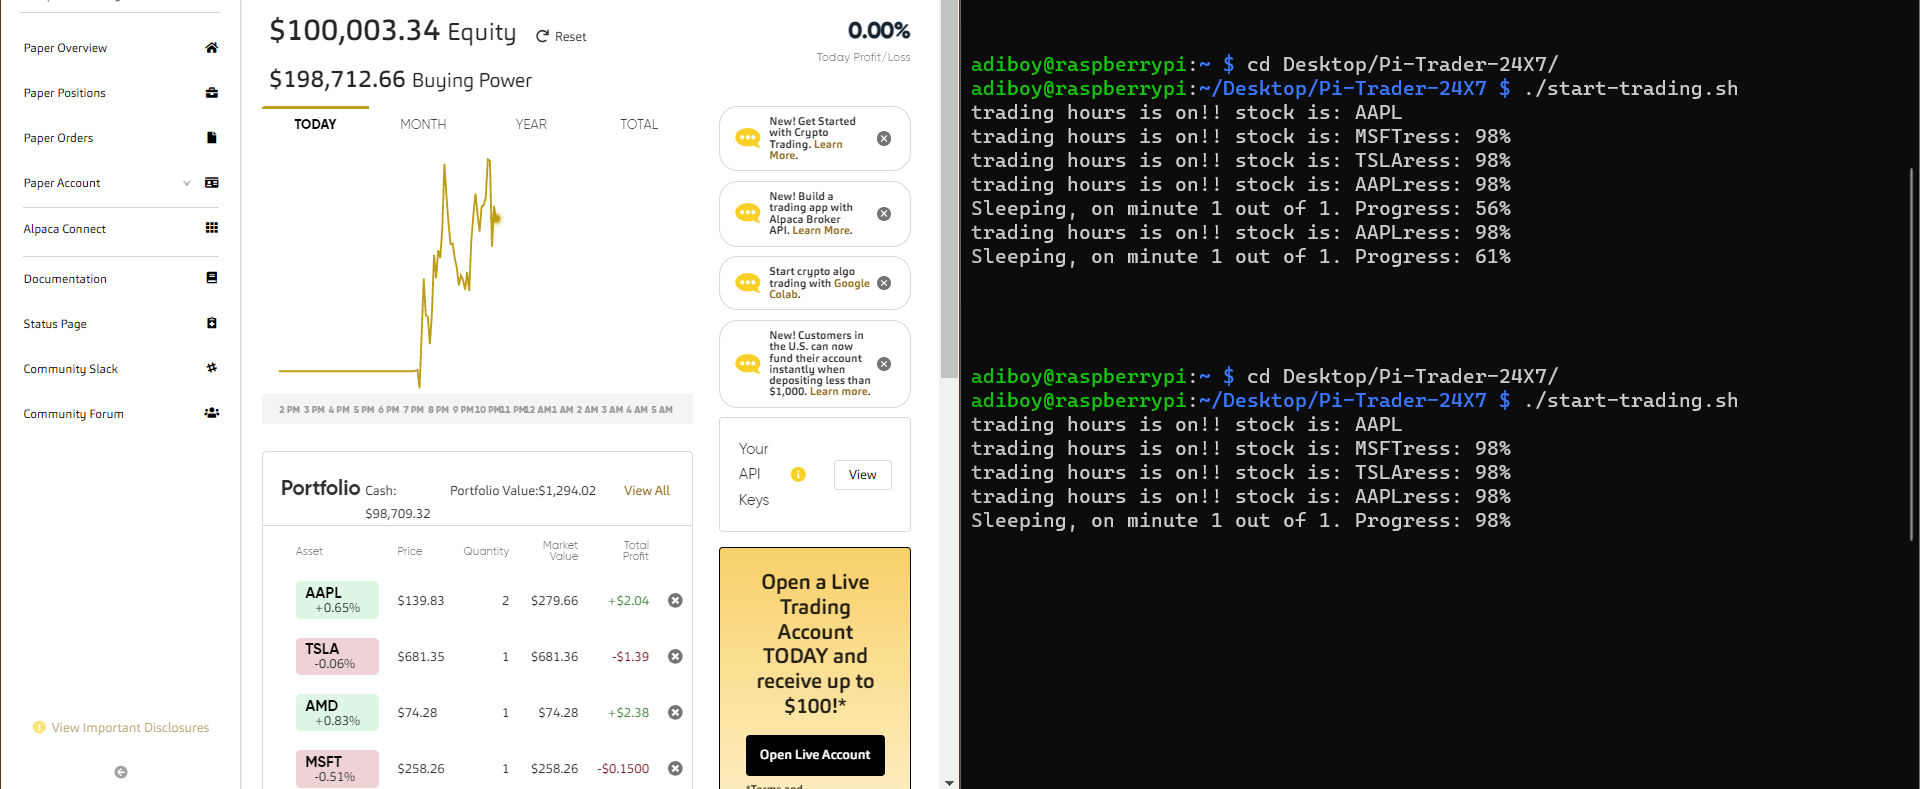 $100,003.34 Equity
Reset
0.00%
Today Profit/Loss
$198,712.66 Buying Power
Paper Overview
Paper Positions
Paper Orders
Paper Account
Alpaca Connect
Documentation
Status Page
Community Slack
Community Forum
View Important Disclosures
TODAY MONTH YEAR TOTAL
2 PM 3 PM 4 PM 5 PM 6 PM 7 PM 8 PM 9 PM 10 PM 11 PM 12 AM 1 AM 2 AM 3 AM 4 AM 5 AM
New! Get Started
with Crypto
Trading. Learn
More.
New! Build a
trading app with
Alpaca Broker
API. Learn More.
Start crypto algo
trading with Google
Colab.
New! Customers in
the U.S. can now
fund their account
instantly when
depositing less than
$1,000. Learn more.
Your
API
Keys
View
Portfolio Cash: Portfolio Value:$1,294.02 View All
$98,709.32
Asset Price Quantity Market Value Total Profit
AAPL $139.83 2 $279.66 +$2.04
+0.65%
TSLA $681.35 1 $681.36 -$1.39
-0.06%
AMD $74.28 1 $74.28 +$2.38
+0.83%
MSFT $258.26 1 $258.26 -$0.1500
-0.51%
Open a Live
Trading
Account
TODAY and
receive up to
$100!*
Open Live Account
*Terms and
adiboy@raspberrypi:~ $ cd Desktop/Pi-Trader-24X7/
adiboy@raspberrypi:~/Desktop/Pi-Trader-24X7 $ ./start-trading.sh
trading hours is on!! stock is: AAPL
trading hours is on!! stock is: MSFTress: 98%
trading hours is on!! stock is: TSLAress: 98%
trading hours is on!! stock is: AAPLress: 98%
Sleeping, on minute 1 out of 1. Progress: 56%
trading hours is on!! stock is: AAPLress: 98%
Sleeping, on minute 1 out of 1. Progress: 61%
adiboy@raspberrypi:~ $ cd Desktop/Pi-Trader-24X7/
adiboy@raspberrypi:~/Desktop/Pi-Trader-24X7 $ ./start-trading.sh
trading hours is on!! stock is: AAPL
trading hours is on!! stock is: MSFTress: 98%
trading hours is on!! stock is: TSLAress: 98%
trading hours is on!! stock is: AAPLress: 98%
Sleeping, on minute 1 out of 1. Progress: 98%